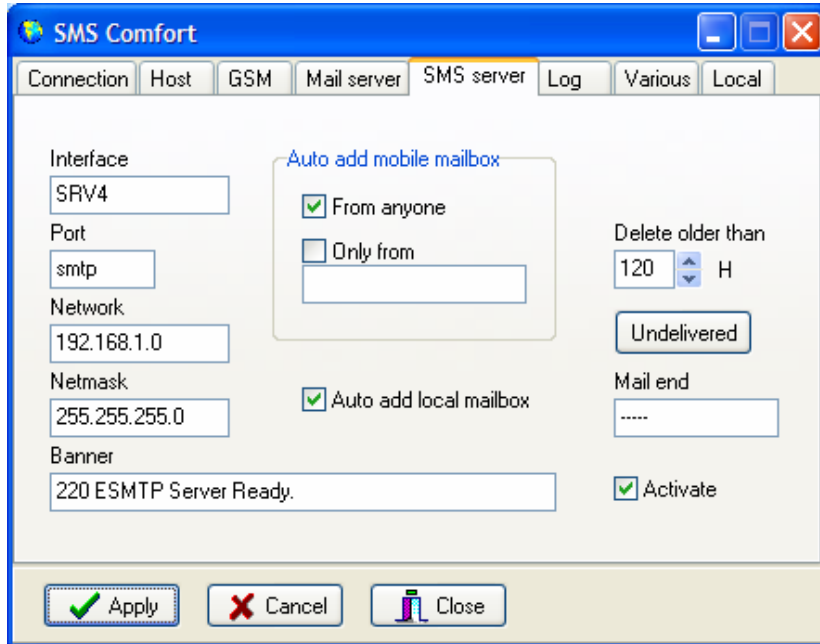 SMS Comfort
Connection Host GSM Mail server SMS server Log Various Local
Interface
SRV4
Port
smtp
Network
192.168.1.0
Netmask
255.255.255.0
Banner
220 ESMTP Server Ready.
Auto add mobile mailbox
From anyone
Only from
Auto add local mailbox
Delete older than
120 H
Undelivered
Mail end
-----
Activate
Apply Cancel Close